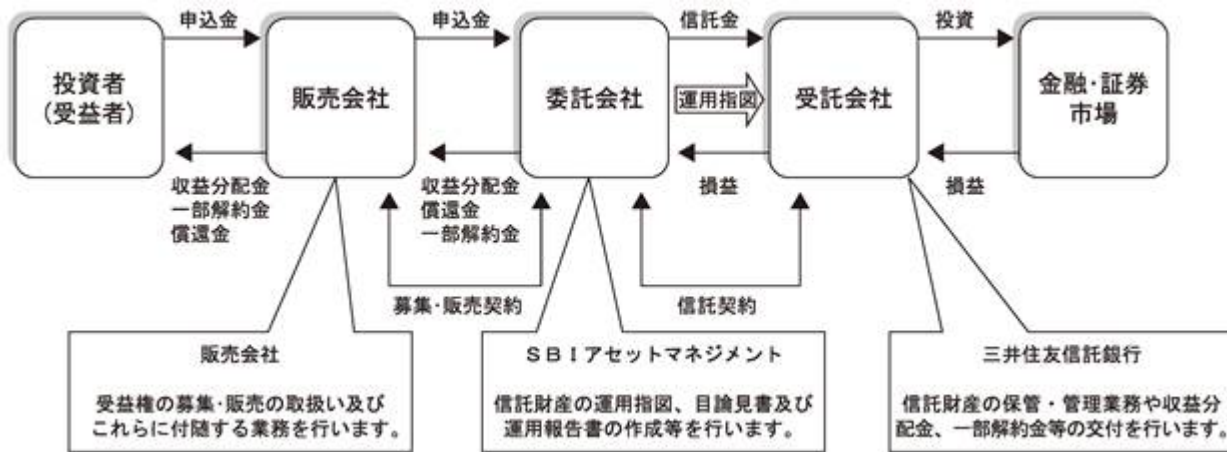 申込金
申込金
信託金
投資
投資者
(受益者)
販売会社
委託会社
運用指図
受託会社
金融・証券
市場
収益分配金
一部解約金
償還金
収益分配金
償還金
一部解約金
損益
損益
募集・販売契約
信託契約
販売会社
受益権の募集・販売の取扱い及び
これらに付随する業務を行います。
SBIアセットマネジメント
信託財産の運用指図、目論見書及び
運用報告書の作成等を行います。
三井住友信託銀行
信託財産の保管・管理業務や収益分
配金、一部解約金等の交付を行います。